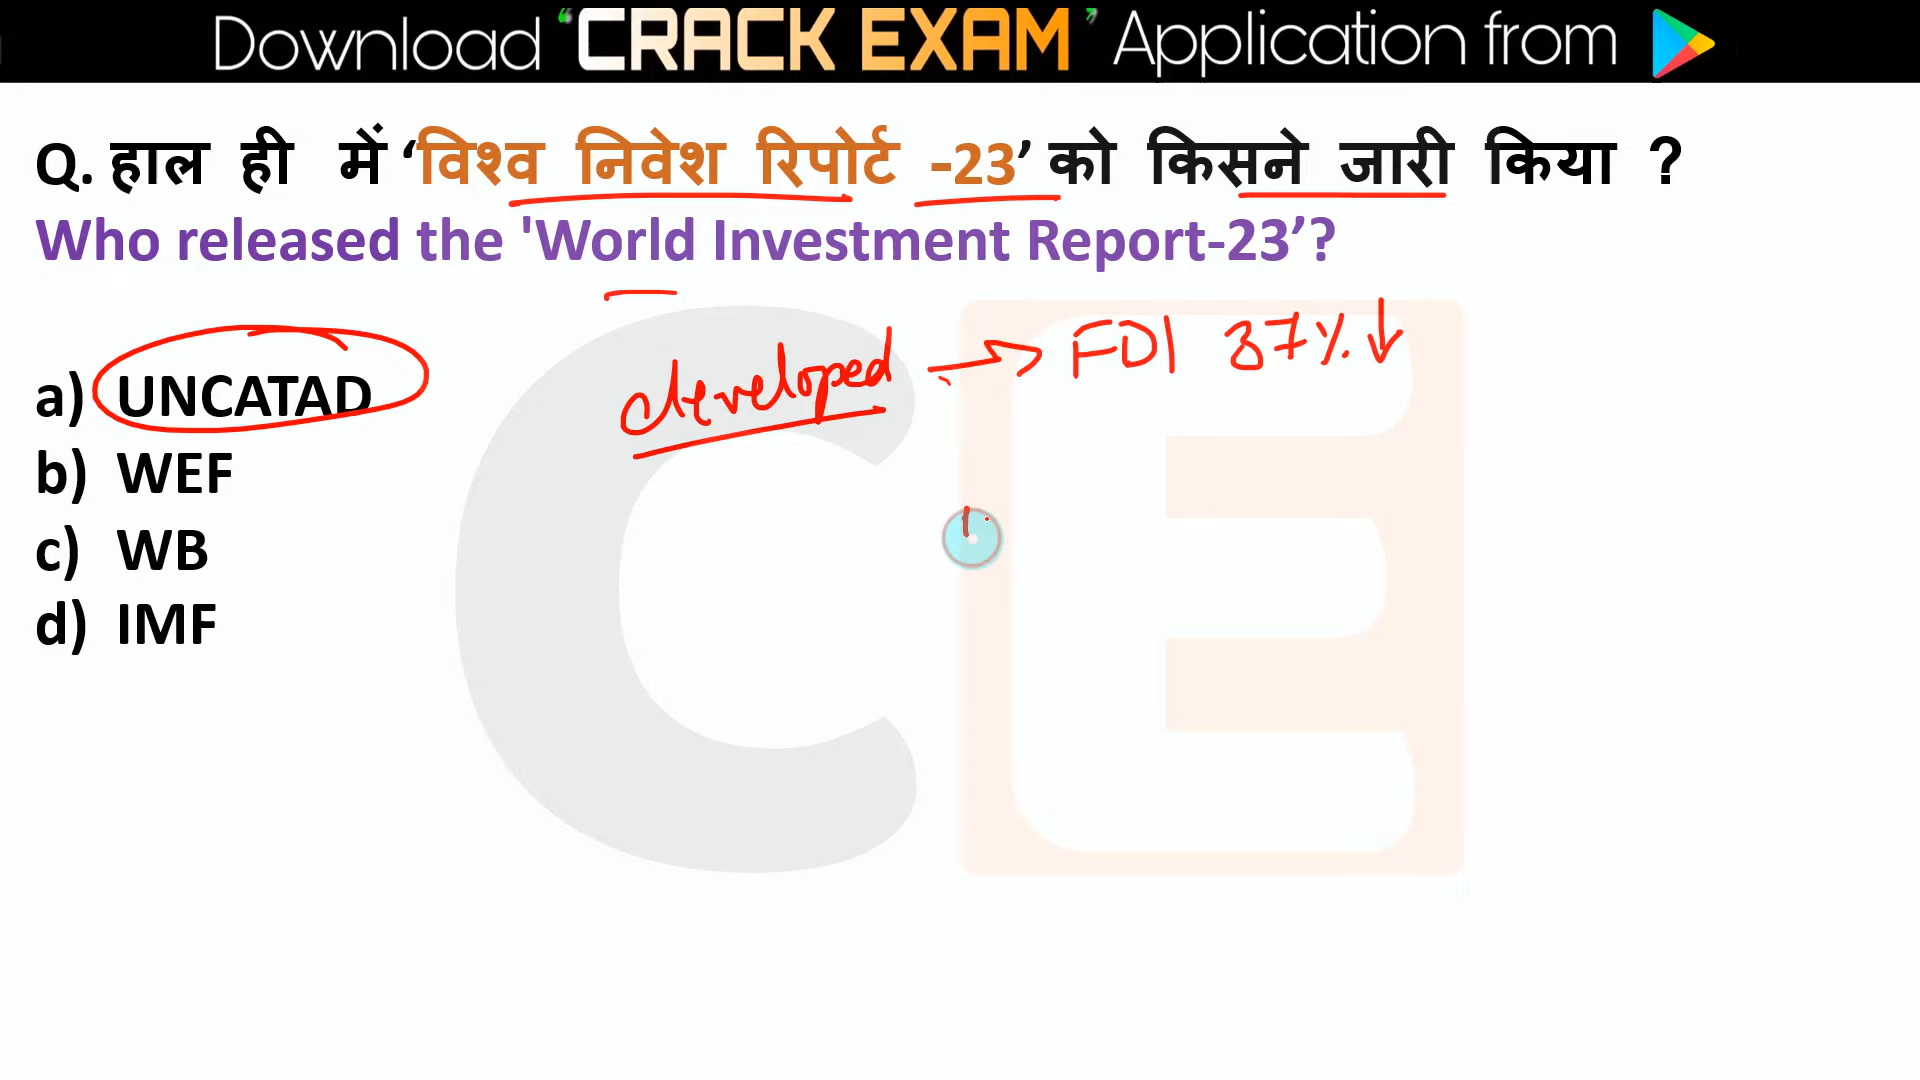 Download ‘CRACK EXAM’ Application from
Q. हाल ही में ‘विश्व निवेश रिपोर्ट -23’ को किसने जारी किया ?
Who released the 'World Investment Report-23’?
developed → FDI 37% ↓
a) UNCATAD
b) WEF
c) WB
d) IMF
CE